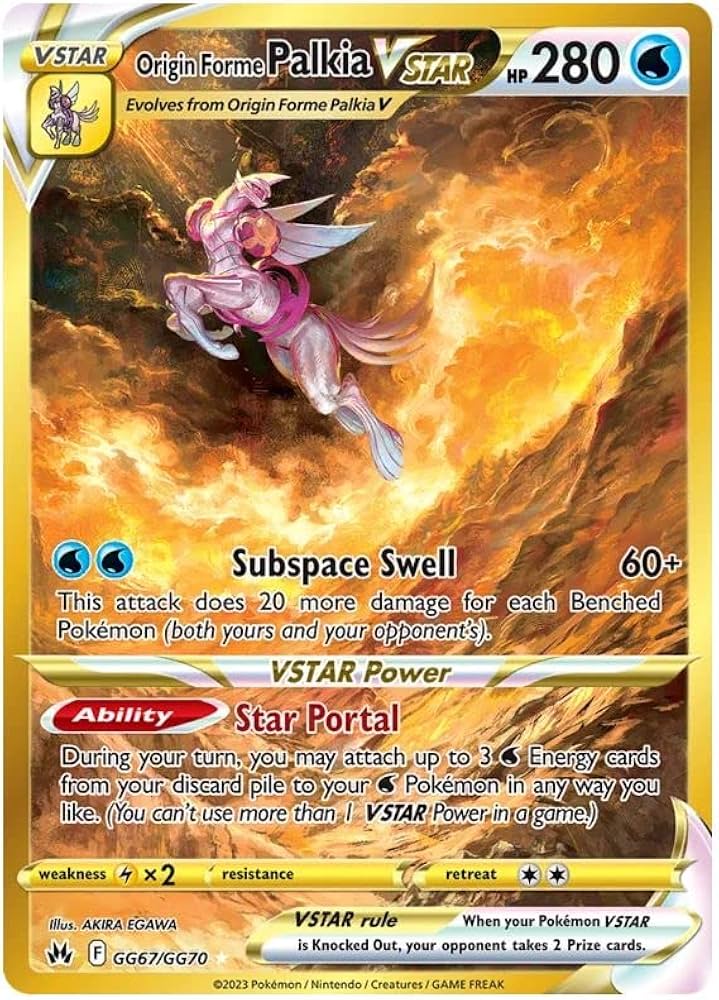 VSTAR
Origin Forme Palkia VSTAR HP 280
Evolves from Origin Forme Palkia V
Subspace Swell 60+
This attack does 20 more damage for each Benched
Pokémon (both yours and your opponent's).
VSTAR Power
Ability Star Portal
During your turn, you may attach up to 3 Energy cards
from your discard pile to your Pokémon in any way you
like. (You can't use more than 1 VSTAR Power in a game.)
weakness ×2 resistance retreat
Illus. AKIRA EGAWA
VSTAR rule When your Pokémon VSTAR
is Knocked Out, your opponent takes 2 Prize cards.
F GG67/GG70
©2023 Pokémon / Nintendo / Creatures / GAME FREAK